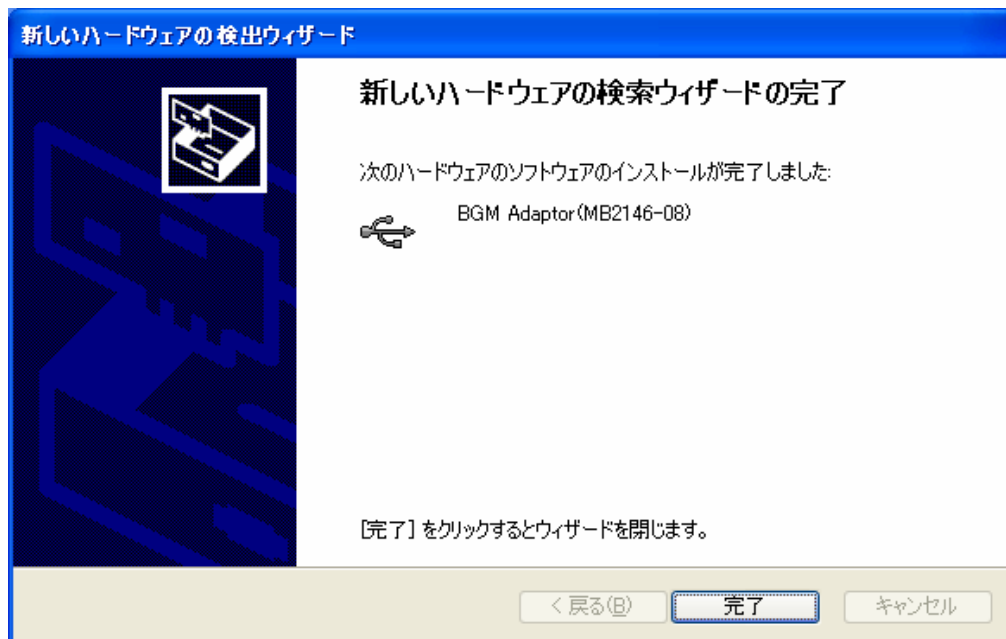 新しいハードウェアの検出ウィザード
新しいハードウェアの検索ウィザードの完了
次のハードウェアのソフトウェアのインストールが完了しました:
BGM Adaptor(MB2146-08)
[完了] をクリックするとウィザードを閉じます。
< 戻る(B)
完了
キャンセル